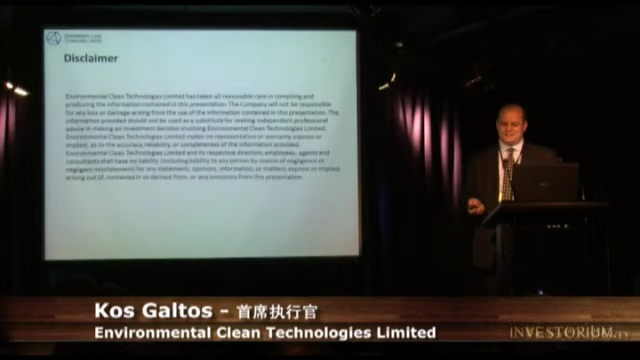 ENVIRONMENTAL CLEAN
TECHNOLOGIES LIMITED
Disclaimer
Environmental Clean Technologies Limited has taken all reasonable care in compiling and
producing the information contained in this presentation. The Company will not be responsible
for any loss or damage arising from the use of the information contained in this presentation. The
information provided should not be used as a substitute for seeking independent professional
advice in making an investment decision involving Environmental Clean Technologies Limited.
Environmental Clean Technologies Limited makes no representation or warranty, express or
implied, as to the accuracy, reliability, or completeness of the information provided.
Environmental Clean Technologies Limited and its respective directors, employees, agents and
consultants shall have no liability (including liability to any person by reason of negligence or
negligent misstatement) for any statements, opinions, information, or matters, express or implied
arising out of, contained in or derived from, or any omissions from this presentation.
Kos Galtos - 首席执行官
Environmental Clean Technologies Limited
INVESTORIUM.TV